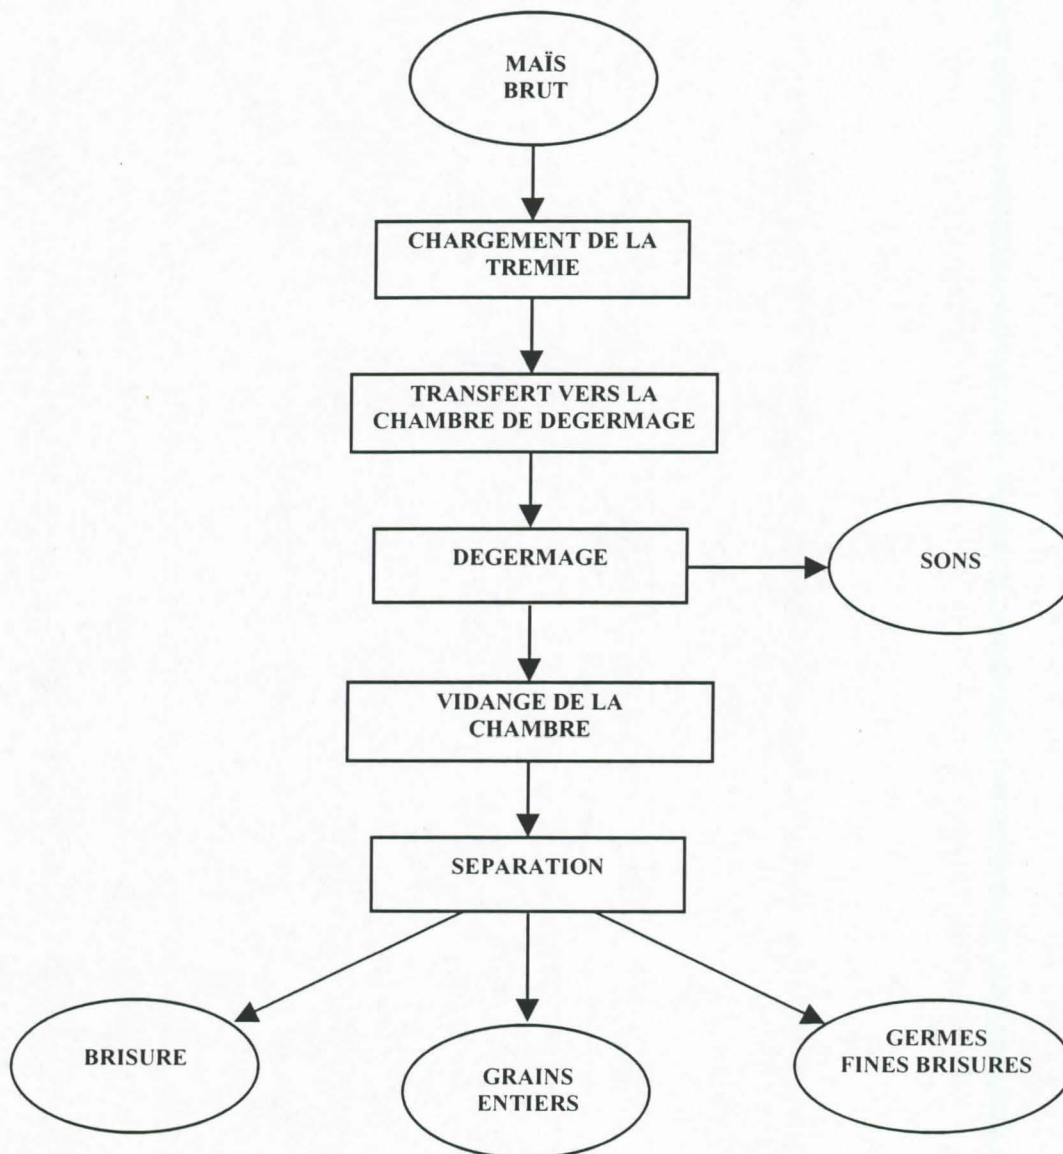 MAÏS
BRUT
CHARGEMENT DE LA
TREMIE
TRANSFERT VERS LA
CHAMBRE DE DEGERMAGE
DEGERMAGE
SONS
VIDANGE DE LA
CHAMBRE
SEPARATION
BRISURE
GRAINS
ENTIERS
GERMES
FINES BRISURES